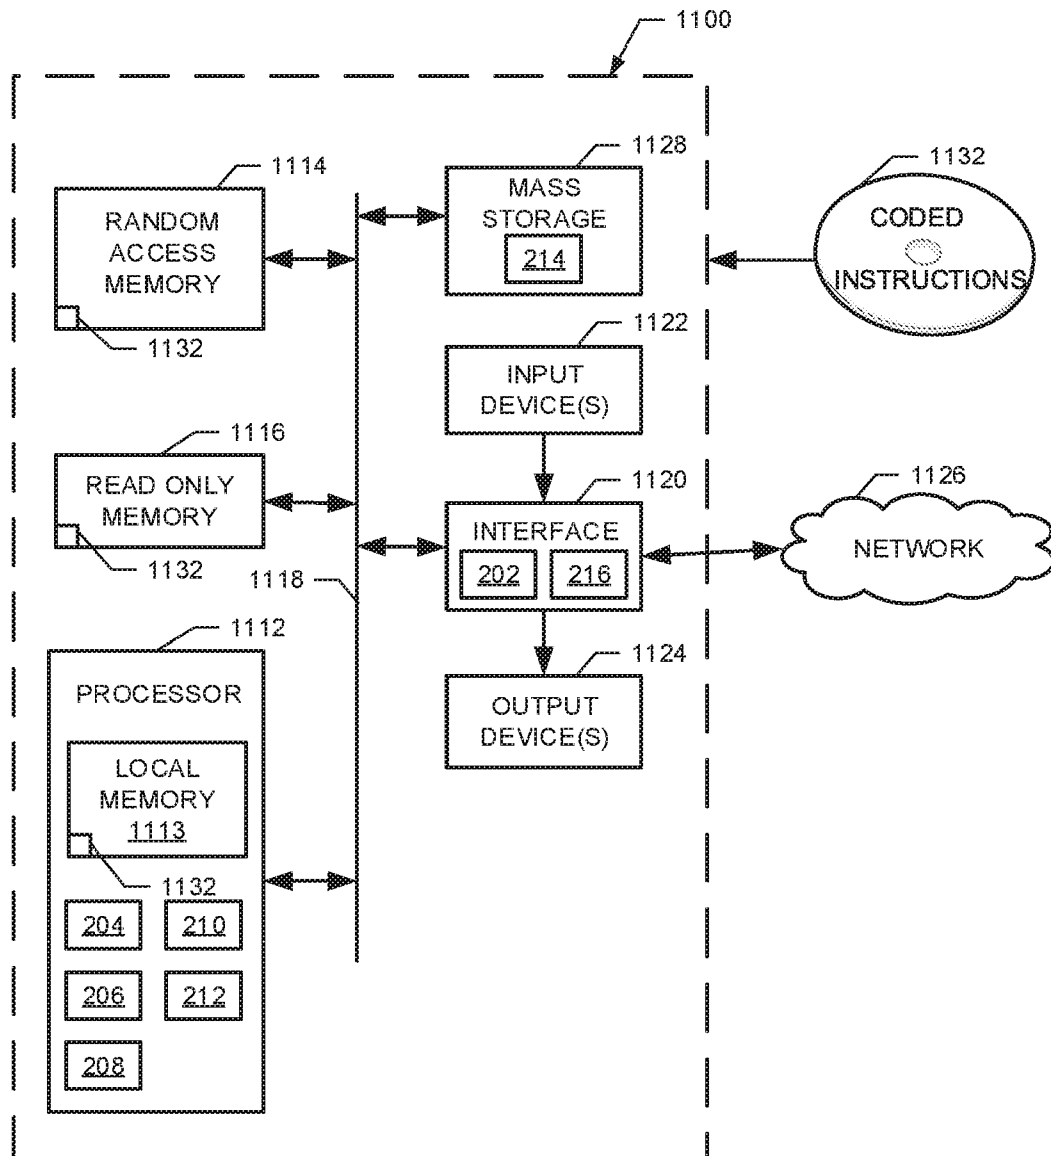 1100
1114
RANDOM
ACCESS
MEMORY
1132
1128
MASS
STORAGE
214
1132
CODED
INSTRUCTIONS
1122
INPUT
DEVICE(S)
1116
READ ONLY
MEMORY
1132
1120
INTERFACE
202 216
1126
NETWORK
1118
1112
PROCESSOR
LOCAL
MEMORY
1113
1132
204 210
206 212
208
1124
OUTPUT
DEVICE(S)